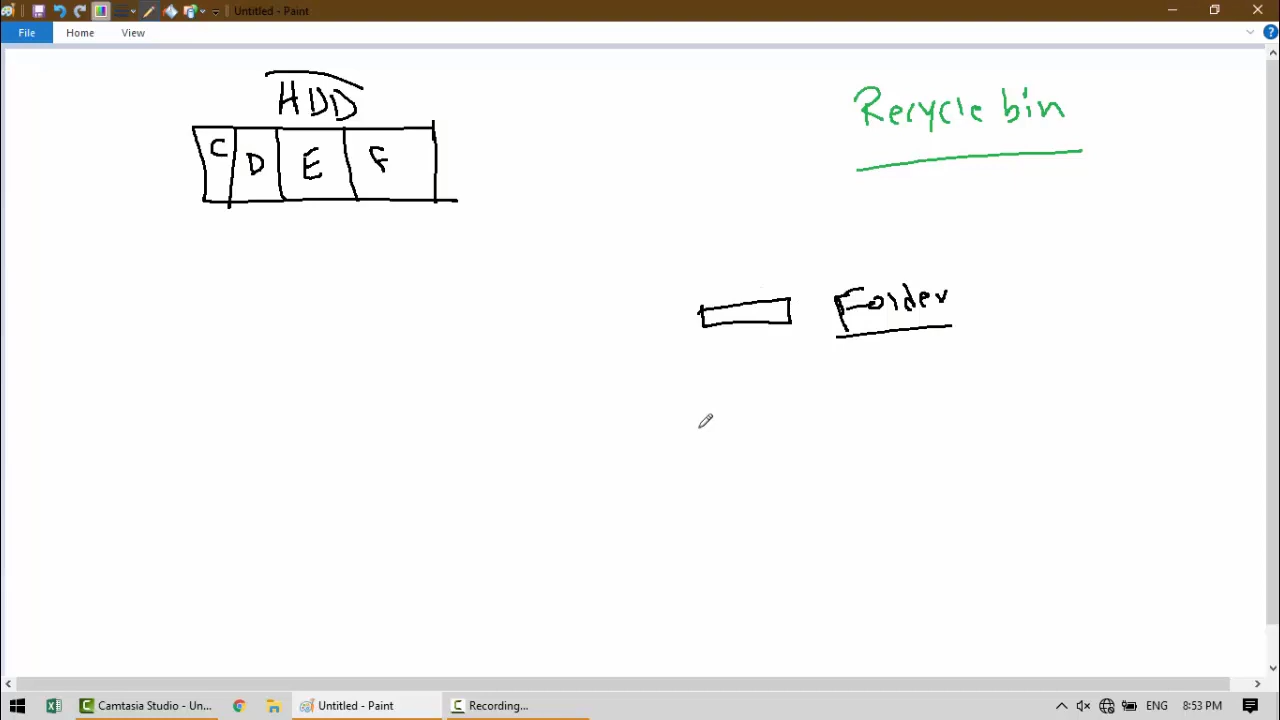 Untitled - Paint
File Home View
HDD
Recycle bin
C D E F
Folder
Camtasia Studio - Un...
Untitled - Paint
Recording...
ENG 8:53 PM